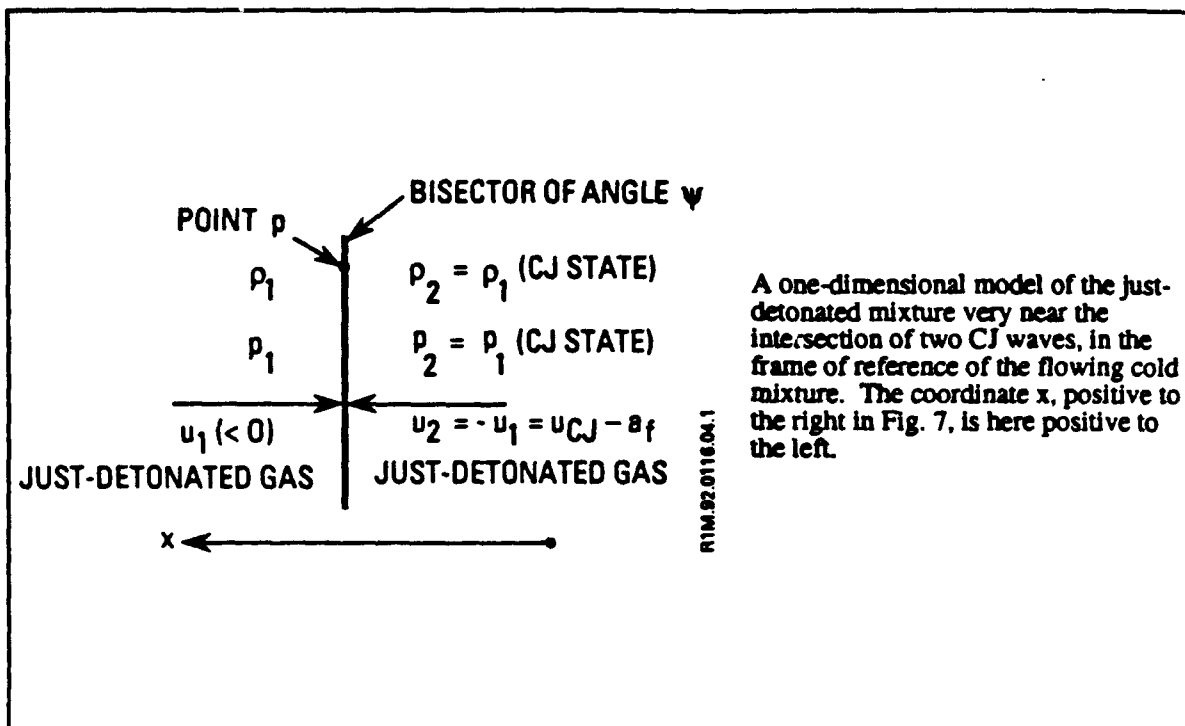 BISECTOR OF ANGLE ψ
POINT p
ρ₁
ρ₂ = ρ₁ (CJ STATE)
p₁
p₂ = p₁ (CJ STATE)
u₁ (< 0)
u₂ = - u₁ = u_CJ – a_f
JUST-DETONATED GAS
JUST-DETONATED GAS
x
R1M.92.0116.04.1
A one-dimensional model of the just-
detonated mixture very near the
intersection of two CJ waves, in the
frame of reference of the flowing cold
mixture. The coordinate x, positive to
the right in Fig. 7, is here positive to
the left.